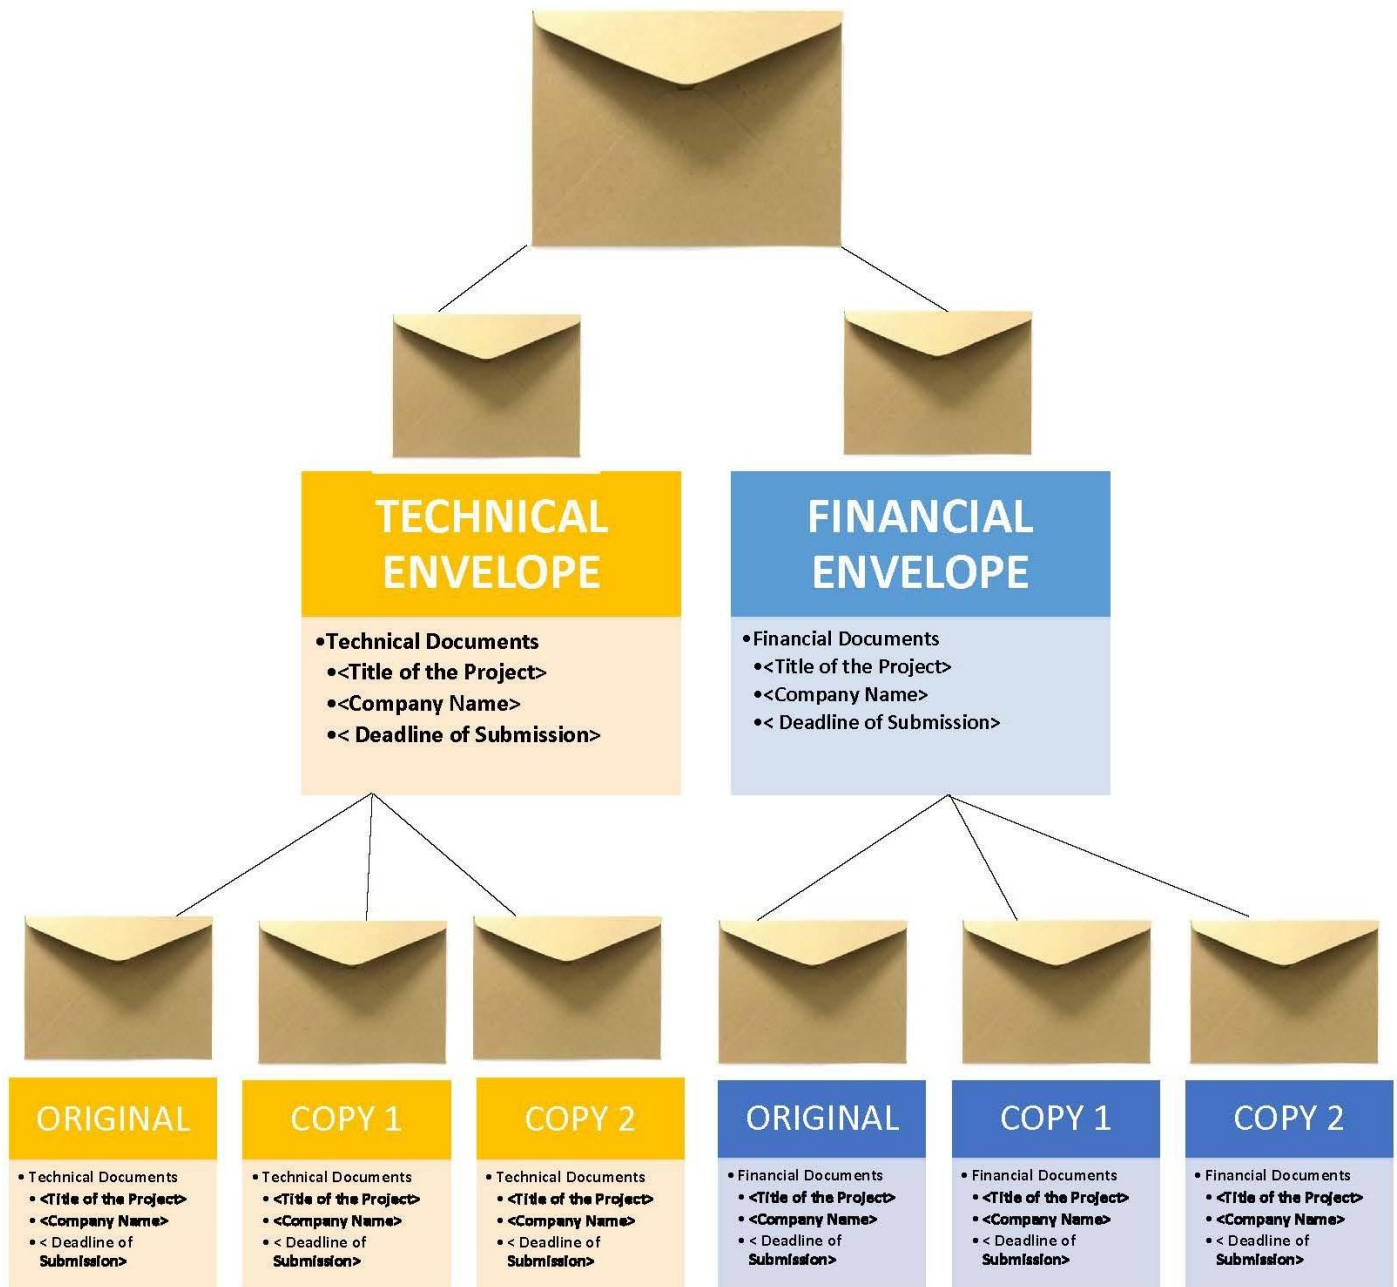 TECHNICAL
ENVELOPE
•Technical Documents
•<Title of the Project>
•<Company Name>
•< Deadline of Submission>
FINANCIAL
ENVELOPE
•Financial Documents
•<Title of the Project>
•<Company Name>
•< Deadline of Submission>
ORIGINAL
• Technical Documents
• <Title of the Project>
• <Company Name>
• < Deadline of
Submission>
COPY 1
• Technical Documents
• <Title of the Project>
• <Company Name>
• < Deadline of
Submission>
COPY 2
• Technical Documents
• <Title of the Project>
• <Company Name>
• < Deadline of
Submission>
ORIGINAL
• Financial Documents
• <Title of the Project>
• <Company Name>
• < Deadline of
Submission>
COPY 1
• Financial Documents
• <Title of the Project>
• <Company Name>
• < Deadline of
Submission>
COPY 2
• Financial Documents
• <Title of the Project>
• <Company Name>
• < Deadline of
Submission>